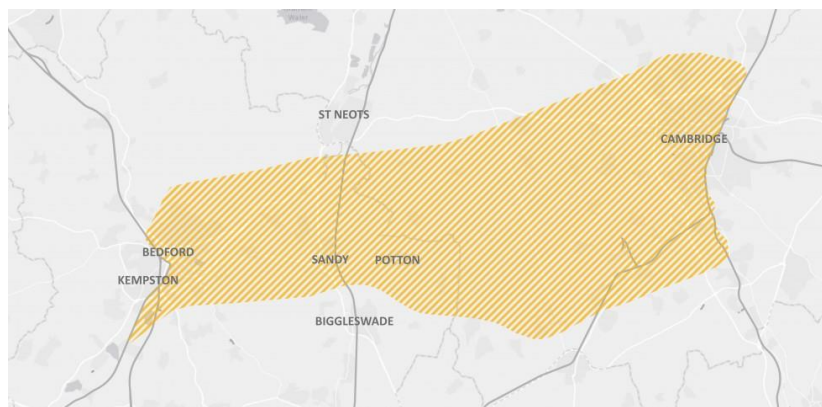 ST NEOTS
CAMBRIDGE
BEDFORD
SANDY
POTTON
KEMPSTON
BIGGLESWADE